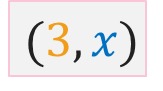 (3, x)